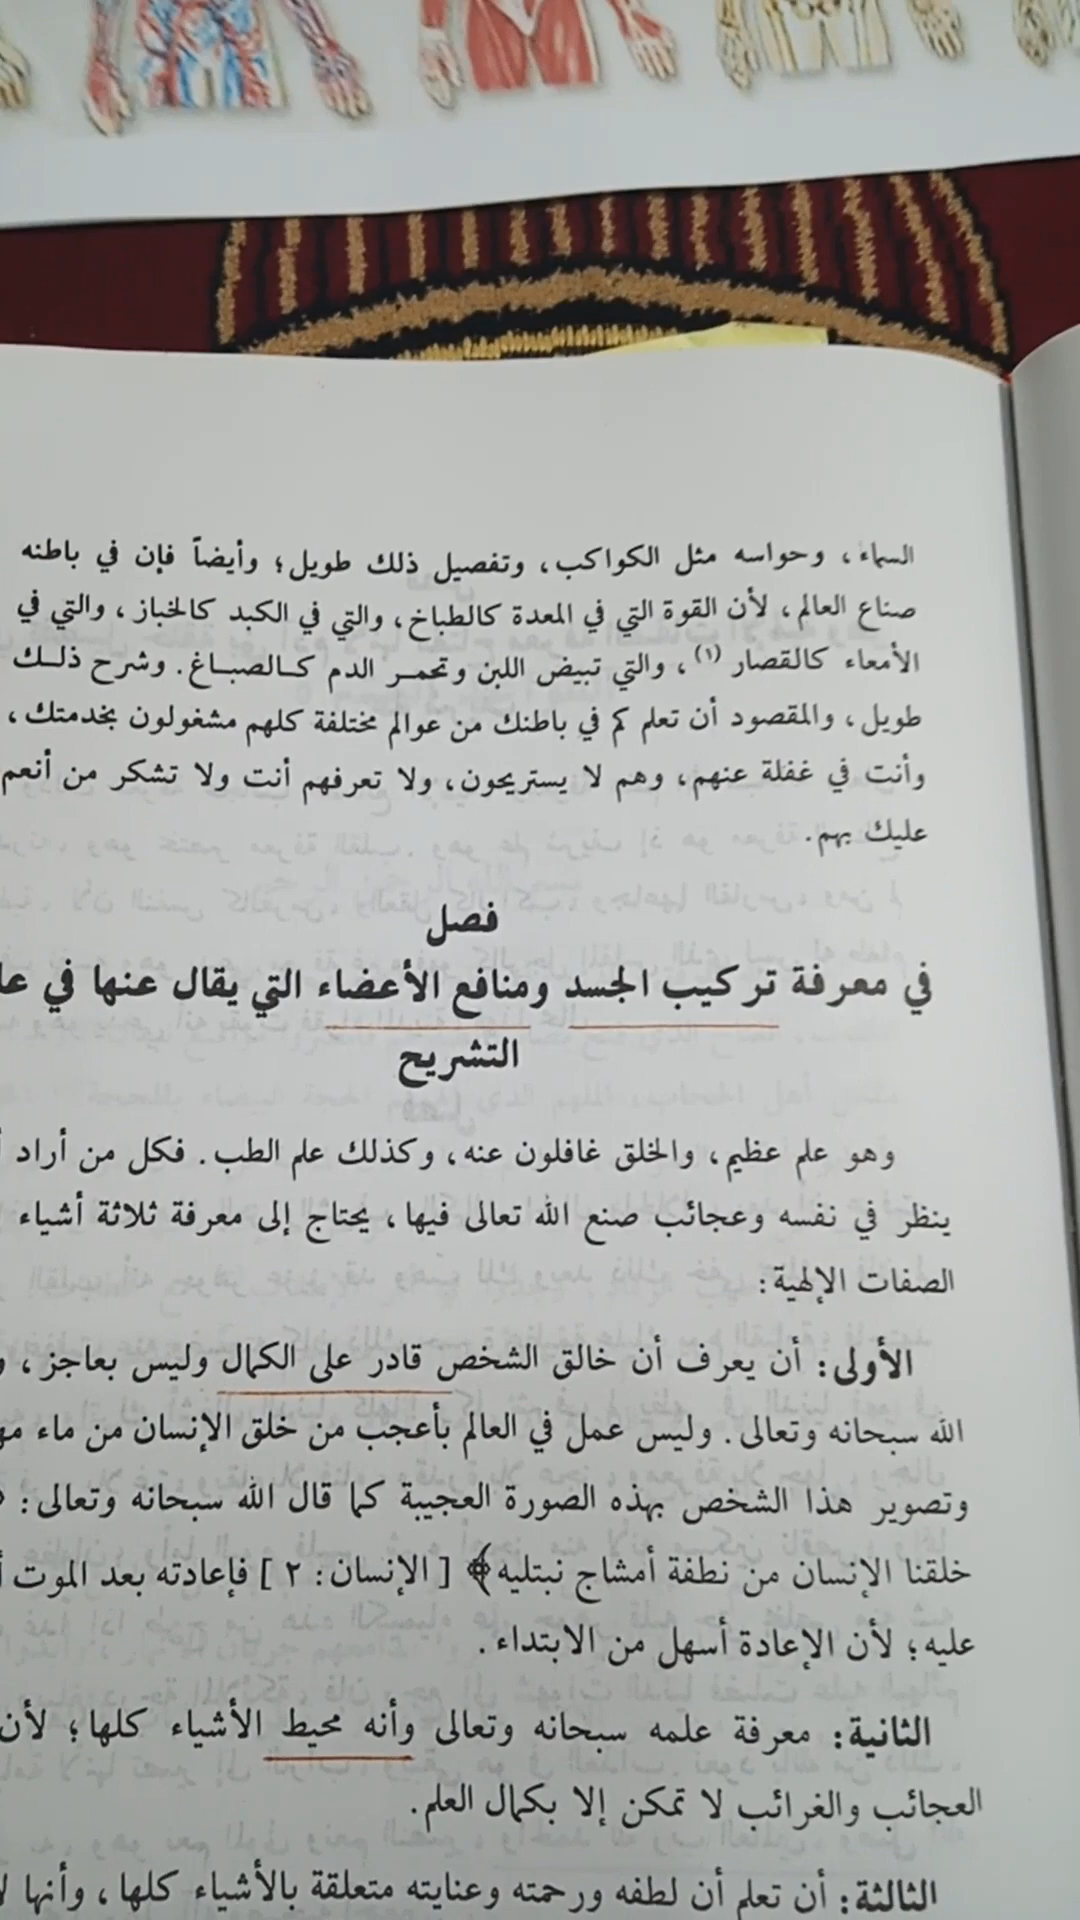 السماء، وحواسه مثل الكواكب، وتفصيل ذلك طويل؛ وأيضاً فإن في باطنه
صناع العالم، لأن القوة التي في المعدة كالطباخ، والتي في الكبد كالخباز، والتي في
الأمعاء كالقصار (١)، والتي تبيض اللبن وتحمر الدم كالصباغ. وشرح ذلك
طويل، والمقصود أن تعلم كم في باطنك من عوالم مختلفة كلهم مشغولون بخدمتك،
وأنت في غفلة عنهم، وهم لا يستريحون، ولا تعرفهم أنت ولا تشكر من أنعم
عليك بهم.
فصل
في معرفة تركيب الجسد ومنافع الأعضاء التي يقال عنها في
التشريح
وهو علم عظيم، والخلق غافلون عنه، وكذلك علم الطب. فكل من أراد
ينظر في نفسه وعجائب صنع الله تعالى فيها، يحتاج إلى معرفة ثلاثة أشياء
الصفات الإلهية:
الأولى: أن يعرف أن خالق الشخص قادر على الكمال وليس بعاجز،
الله سبحانه وتعالى. وليس عمل في العالم بأعجب من خلق الإنسان من ماء
وتصوير هذا الشخص بهذه الصورة العجيبة كما قال الله سبحانه وتعالى:
خلقنا الإنسان من نطفة أمشاج نبتليه﴾ [الإنسان: ٢] فإعادته بعد الموت
عليه؛ لأن الإعادة أسهل من الابتداء.
الثانية: معرفة علمه سبحانه وتعالى وأنه محيط الأشياء كلها؛ لأن
العجائب والغرائب لا تمكن إلا بكمال العلم.
الثالثة: أن تعلم أن لطفه ورحمته وعنايته متعلقة بالأشياء كلها، وأنها